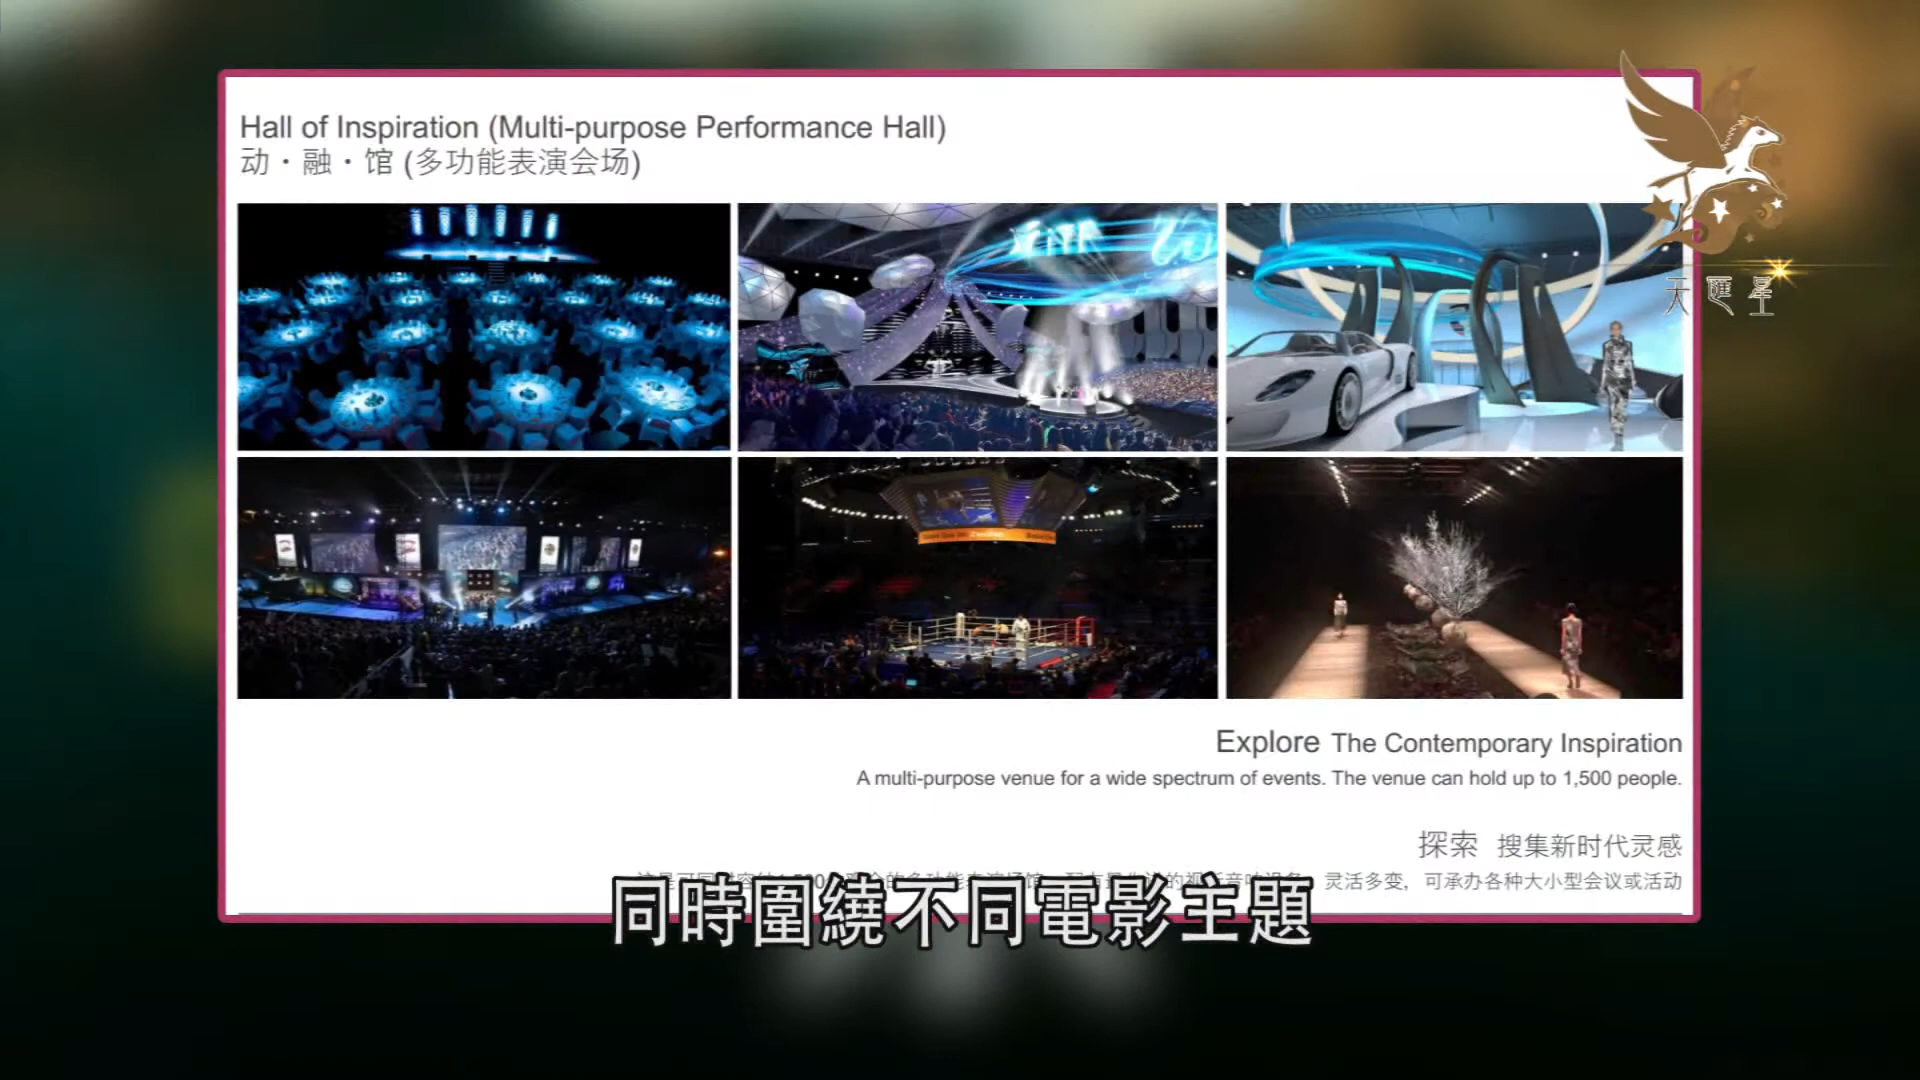 Hall of Inspiration (Multi-purpose Performance Hall)
动・融・馆 (多功能表演会场)
天匯星
Explore The Contemporary Inspiration
A multi-purpose venue for a wide spectrum of events. The venue can hold up to 1,500 people.
探索 搜集新时代灵感
灵活多变, 可承办各种大小型会议或活动
同時圍繞不同電影主題